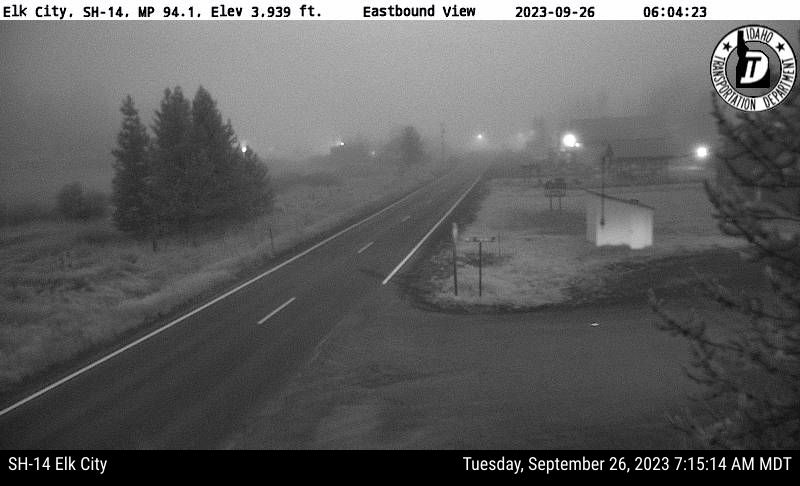 Elk City, SH-14, MP 94.1, Elev 3,939 ft. Eastbound View 2023-09-26 06:04:23
IDAHO
TRANSPORTATION DEPARTMENT
SH-14 Elk City Tuesday, September 26, 2023 7:15:14 AM MDT